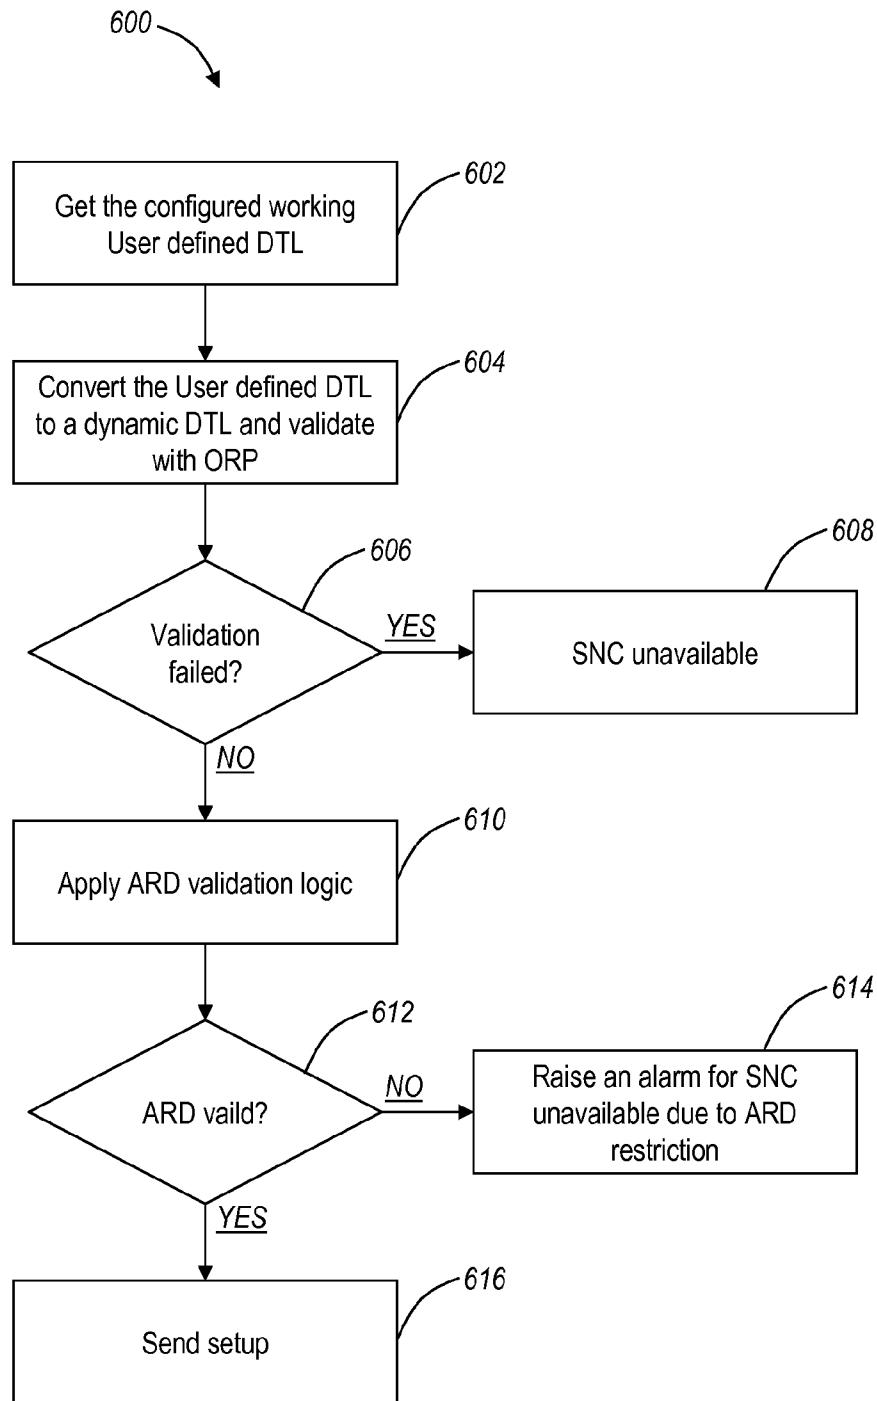 600
602
Get the configured working
User defined DTL
604
Convert the User defined DTL
to a dynamic DTL and validate
with ORP
606
608
Validation
failed?
YES
SNC unavailable
NO
610
Apply ARD validation logic
612
614
ARD vaild?
NO
Raise an alarm for SNC
unavailable due to ARD
restriction
YES
616
Send setup